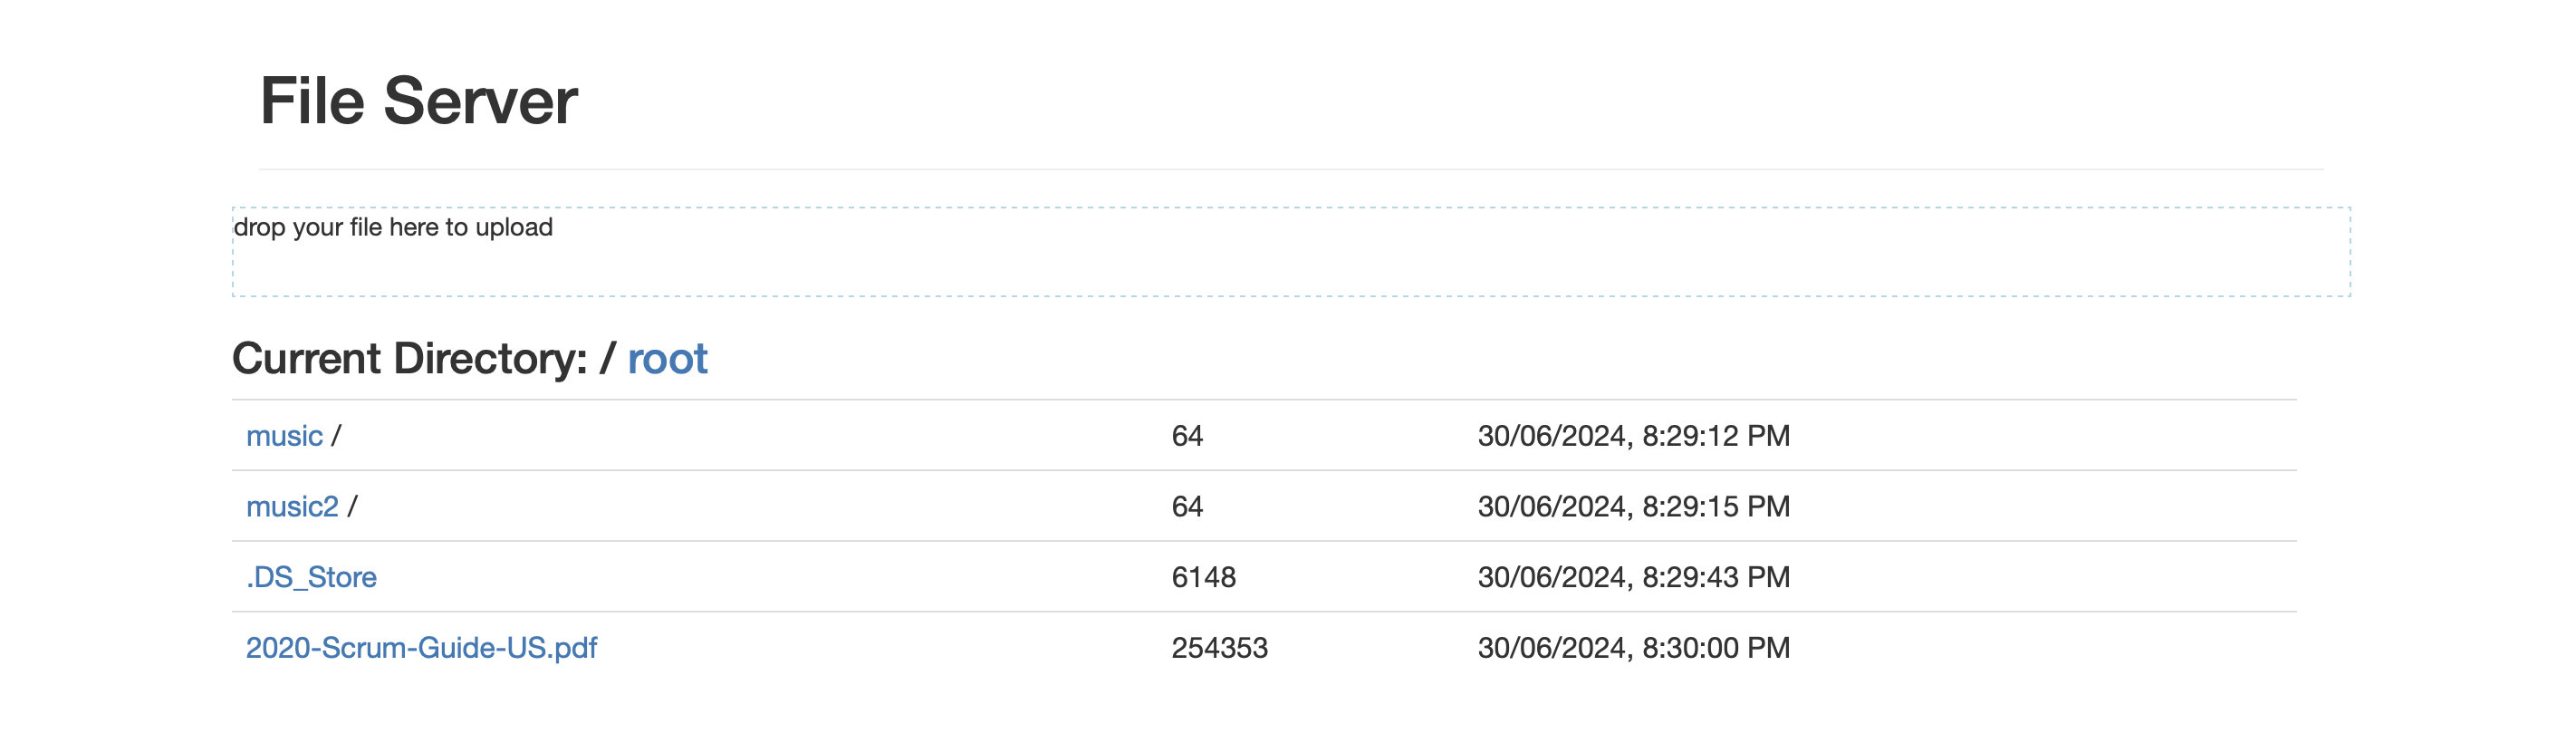 File Server
drop your file here to upload
Current Directory: / root
music / 64 30/06/2024, 8:29:12 PM
music2 / 64 30/06/2024, 8:29:15 PM
.DS_Store 6148 30/06/2024, 8:29:43 PM
2020-Scrum-Guide-US.pdf 254353 30/06/2024, 8:30:00 PM